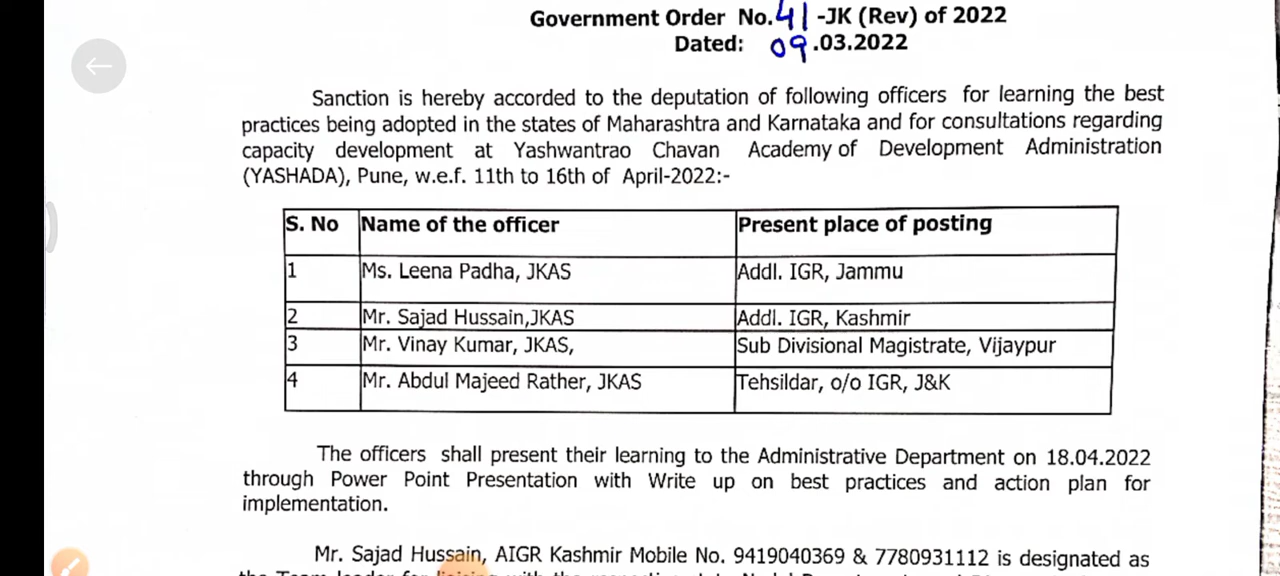 Government Order No. 41 -JK (Rev) of 2022
Dated: 09.03.2022
Sanction is hereby accorded to the deputation of following officers for learning the best
practices being adopted in the states of Maharashtra and Karnataka and for consultations regarding
capacity development at Yashwantrao Chavan Academy of Development Administration
(YASHADA), Pune, w.e.f. 11th to 16th of April-2022:-
S. No Name of the officer Present place of posting
1 Ms. Leena Padha, JKAS Addl. IGR, Jammu
2 Mr. Sajad Hussain,JKAS Addl. IGR, Kashmir
3 Mr. Vinay Kumar, JKAS, Sub Divisional Magistrate, Vijaypur
4 Mr. Abdul Majeed Rather, JKAS Tehsildar, o/o IGR, J&K
The officers shall present their learning to the Administrative Department on 18.04.2022
through Power Point Presentation with Write up on best practices and action plan for
implementation.
Mr. Sajad Hussain, AIGR Kashmir Mobile No. 9419040369 & 7780931112 is designated as